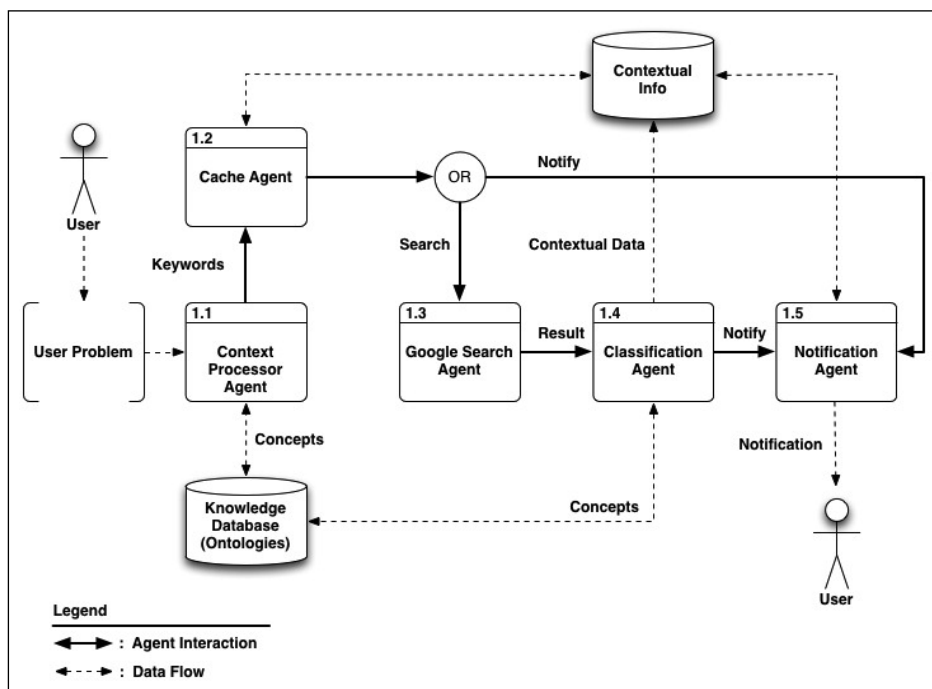 Contextual
Info
1.2
Cache Agent
OR
Notify
User
Search
Contextual Data
Keywords
1.1
Context
Processor
Agent
1.3
Google Search
Agent
Result
1.4
Classification
Agent
Notify
1.5
Notification
Agent
User Problem
Concepts
Notification
Knowledge
Database
(Ontologies)
Concepts
User
Legend
: Agent Interaction
: Data Flow